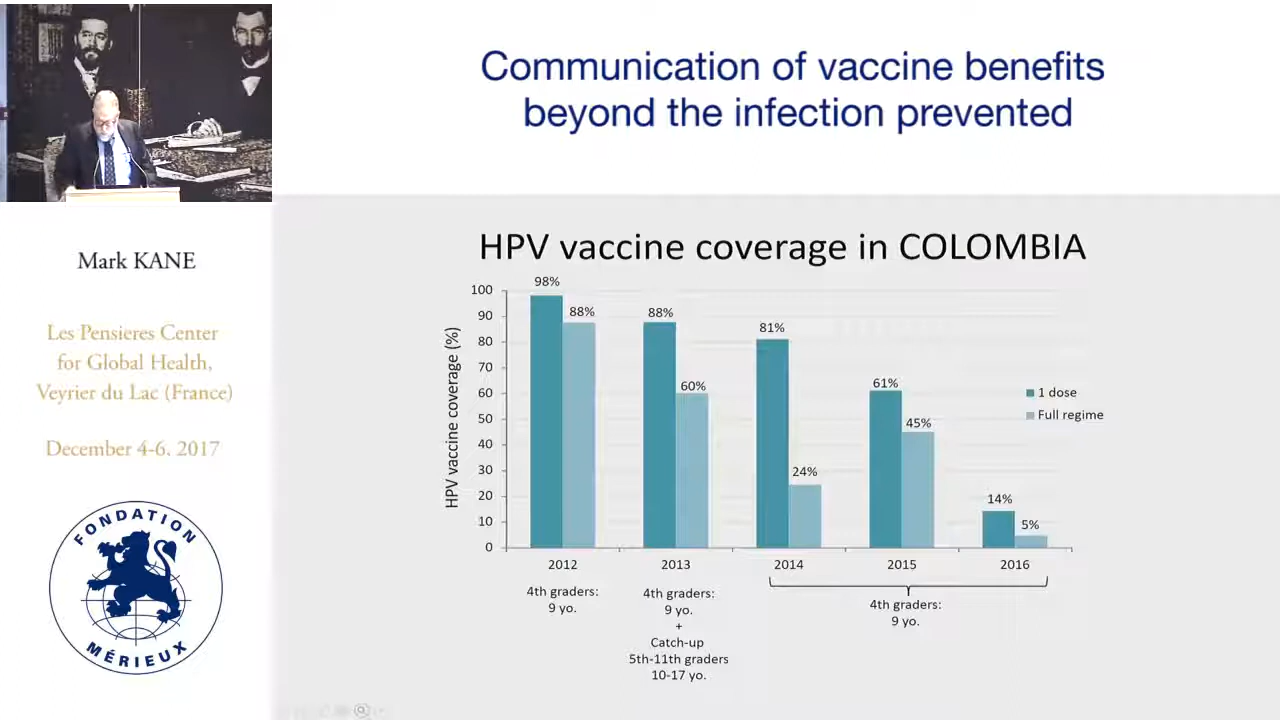 Communication of vaccine benefits
beyond the infection prevented
Mark KANE
Les Pensieres Center
for Global Health,
Veyrier du Lac (France)
December 4-6, 2017
FONDATION
MÉRIEUX
HPV vaccine coverage in COLOMBIA
HPV vaccine coverage (%)
100
90
80
70
60
50
40
30
20
10
0
98%
88%
88%
60%
81%
24%
61%
45%
14%
5%
1 dose
Full regime
2012
2013
2014
2015
2016
4th graders:
9 yo.
4th graders:
9 yo.
+
Catch-up
5th-11th graders
10-17 yo.
4th graders:
9 yo.